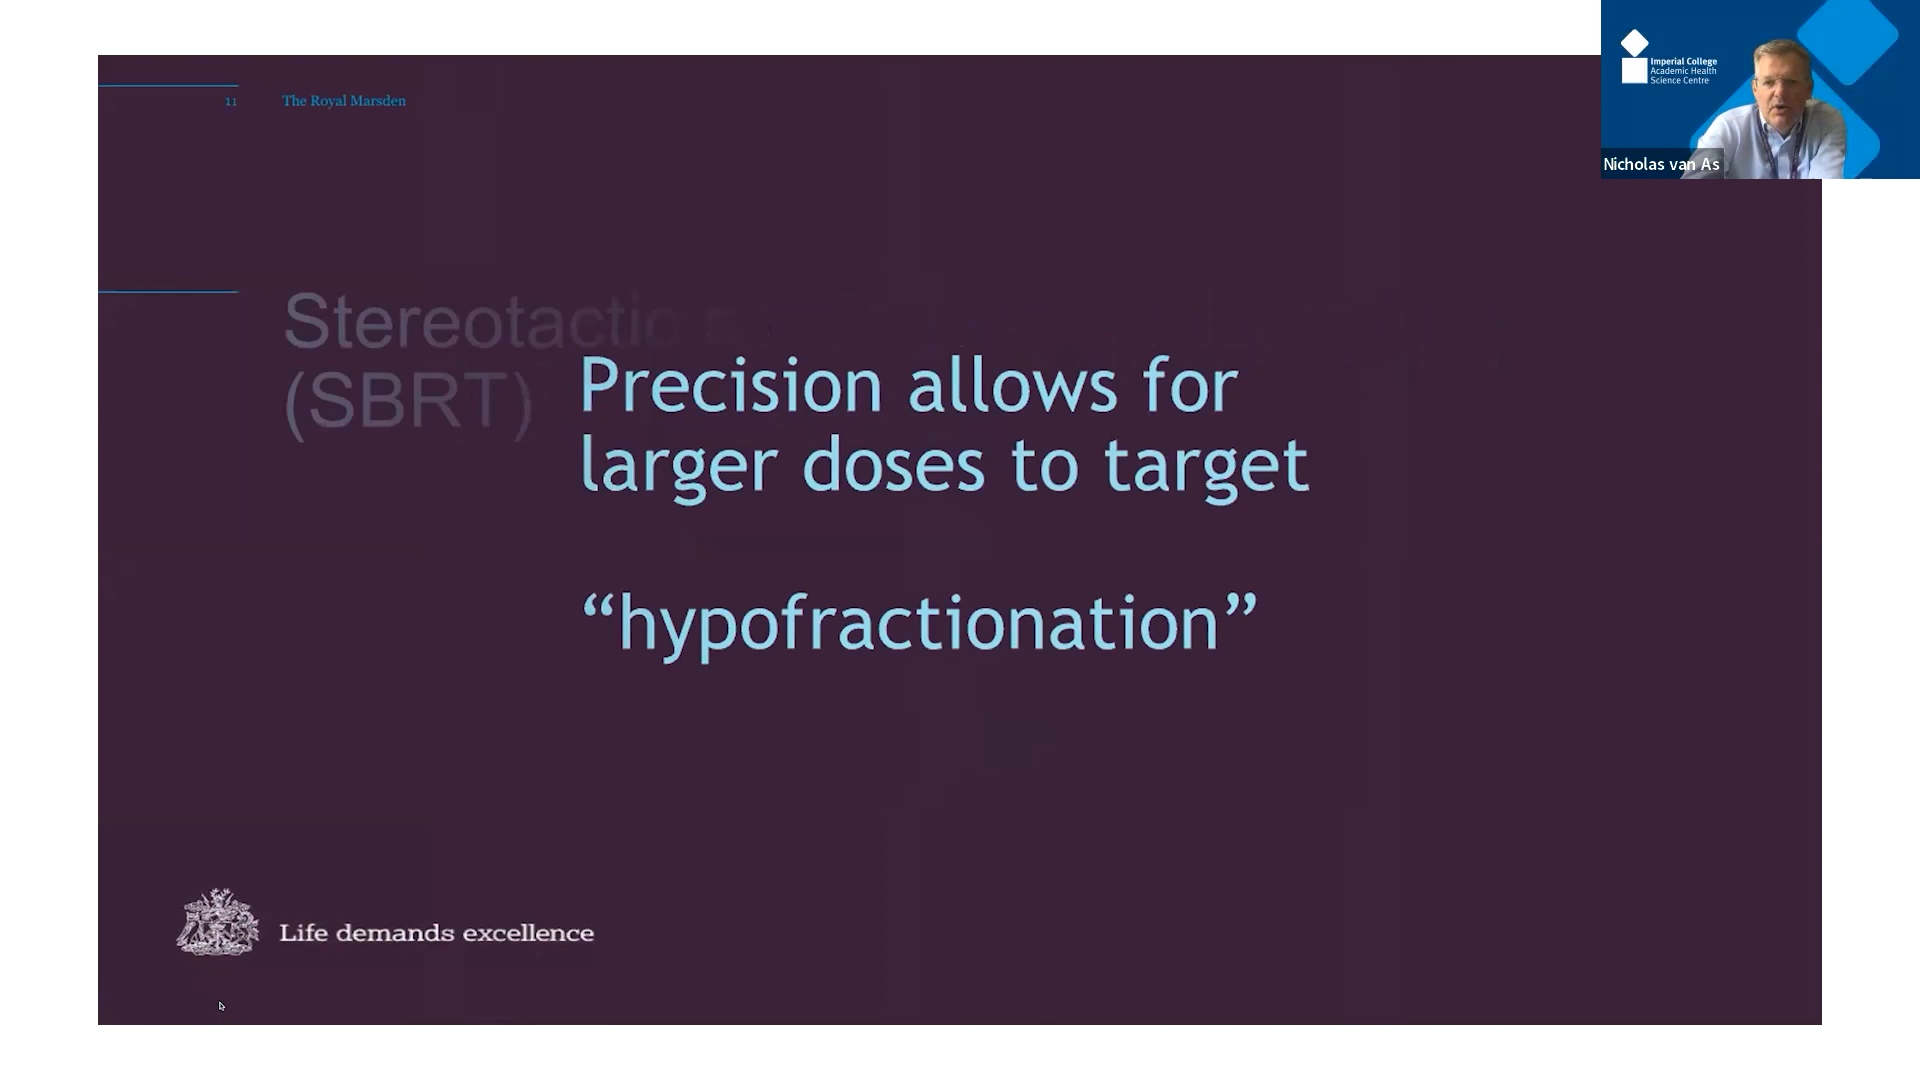 11 The Royal Marsden
Stereotactic
(SBRT)
Precision allows for
larger doses to target
“hypofractionation”
Life demands excellence
Imperial College
Academic Health
Science Centre
Nicholas van As